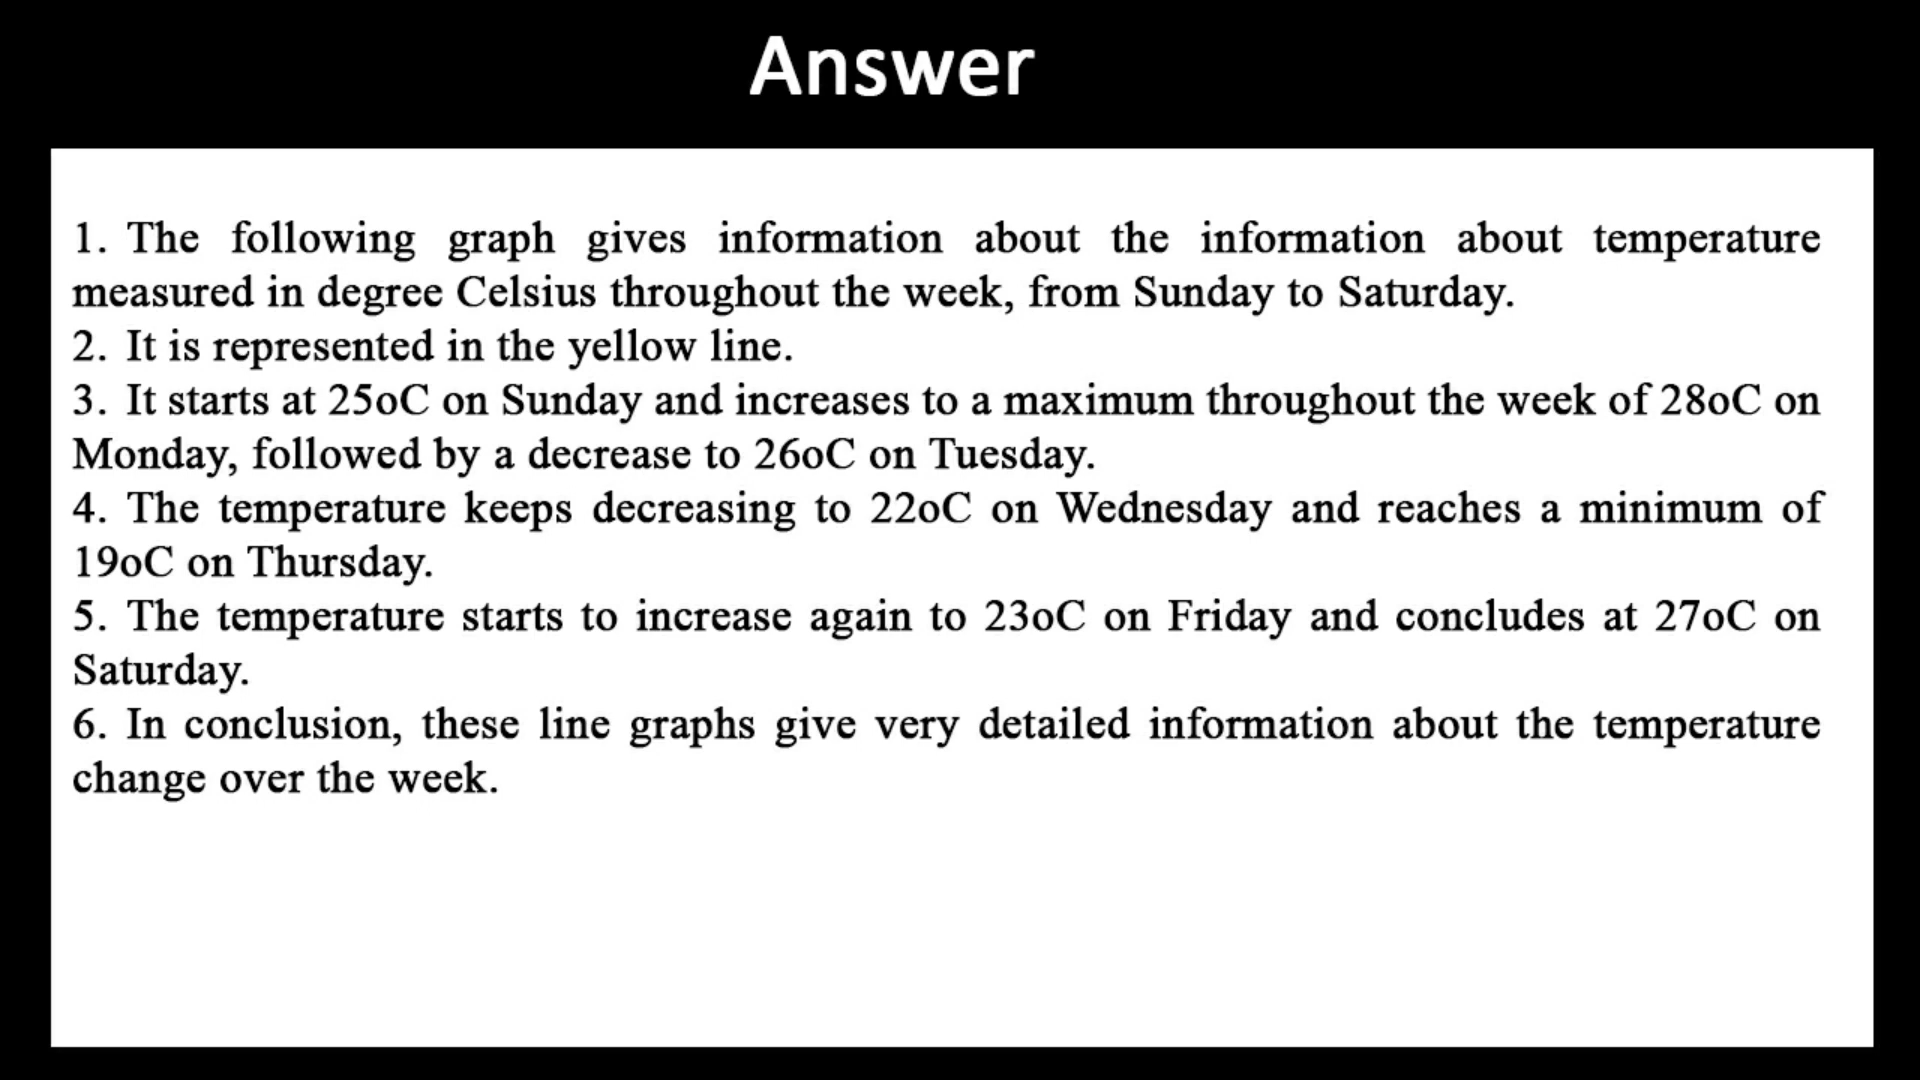 Answer
1. The following graph gives information about the information about temperature
measured in degree Celsius throughout the week, from Sunday to Saturday.
2. It is represented in the yellow line.
3. It starts at 25oC on Sunday and increases to a maximum throughout the week of 28oC on
Monday, followed by a decrease to 26oC on Tuesday.
4. The temperature keeps decreasing to 22oC on Wednesday and reaches a minimum of
19oC on Thursday.
5. The temperature starts to increase again to 23oC on Friday and concludes at 27oC on
Saturday.
6. In conclusion, these line graphs give very detailed information about the temperature
change over the week.